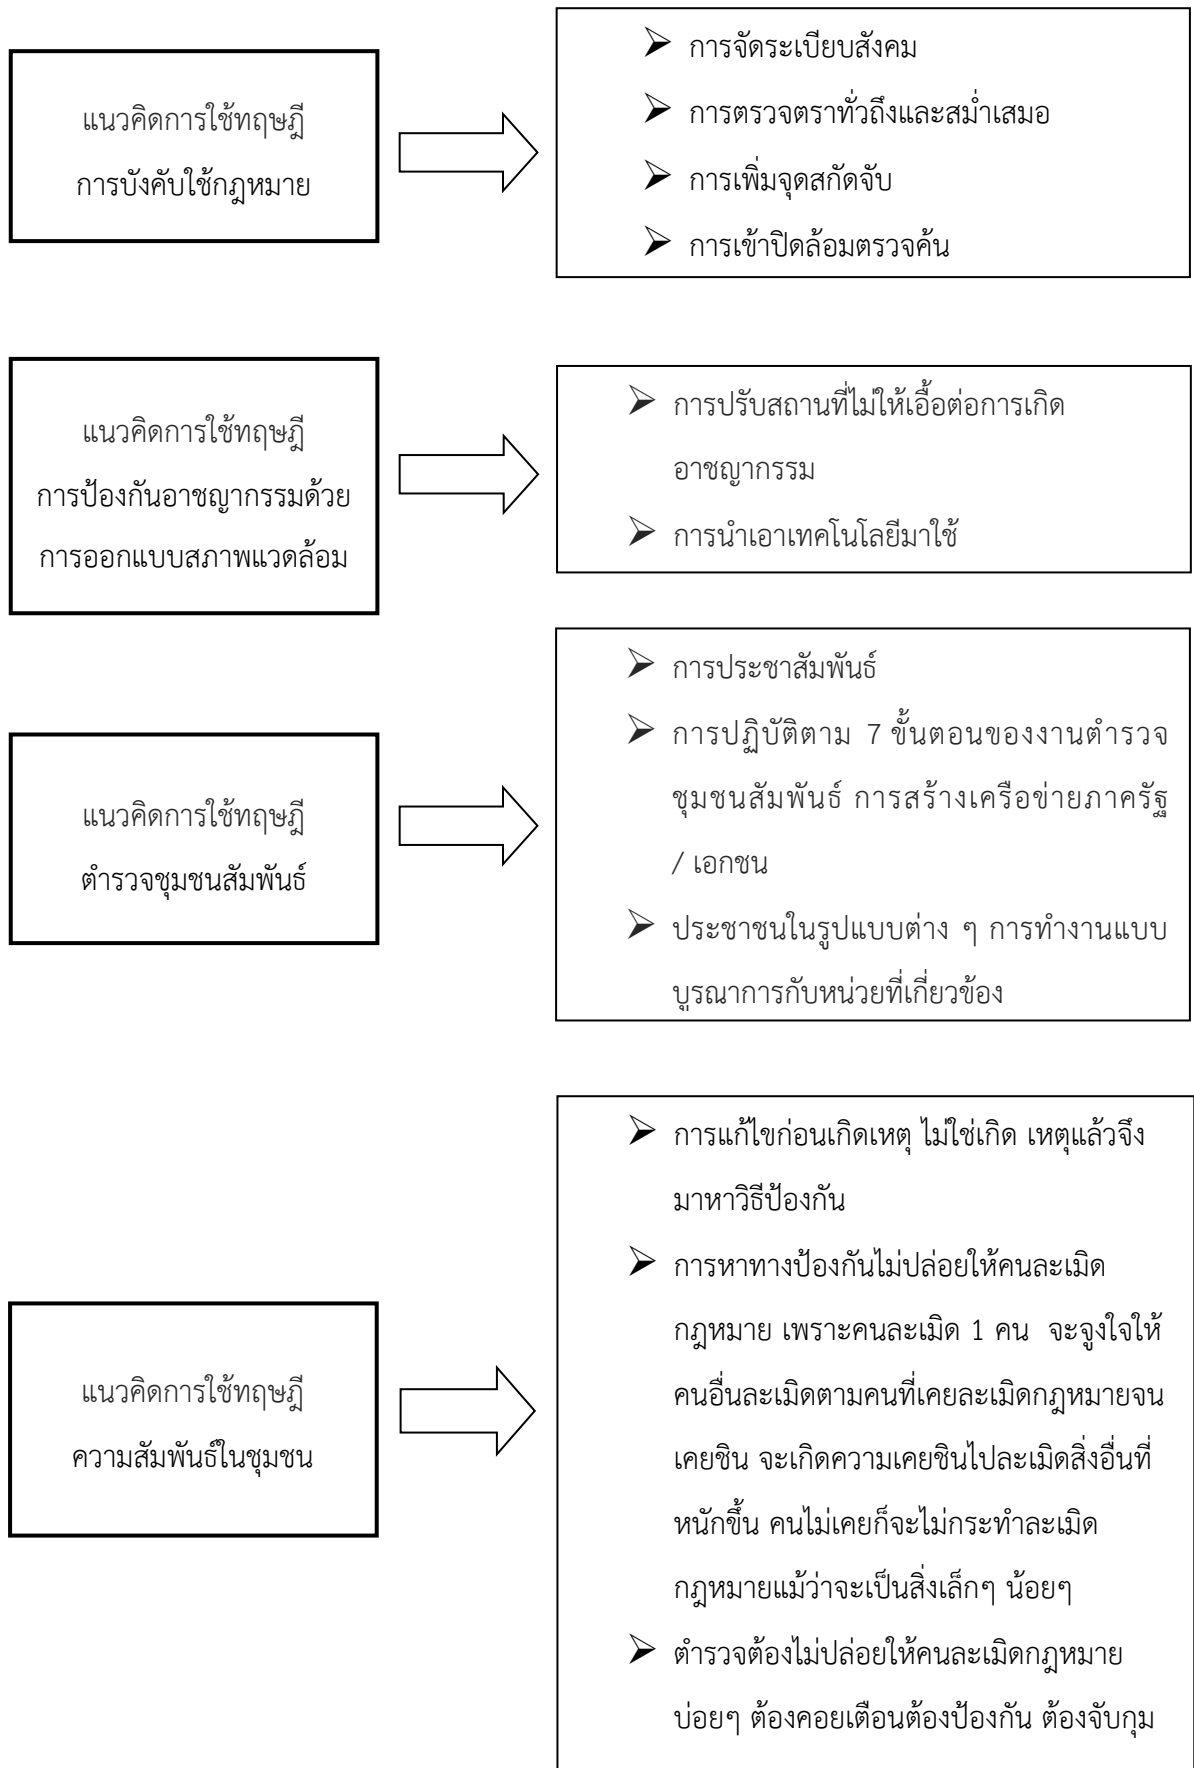 แนวคิดการใช้ทฤษฎี
การบังคับใช้กฎหมาย
➢ การจัดระเบียบสังคม
➢ การตรวจตราทั่วถึงและสม่ำเสมอ
➢ การเพิ่มจุดสกัดจับ
➢ การเข้าปิดล้อมตรวจค้น
แนวคิดการใช้ทฤษฎี
การป้องกันอาชญากรรมด้วย
การออกแบบสภาพแวดล้อม
➢ การปรับสถานที่ไม่ให้เอื้อต่อการเกิด
อาชญากรรม
➢ การนำเอาเทคโนโลยีมาใช้
แนวคิดการใช้ทฤษฎี
ตำรวจชุมชนสัมพันธ์
➢ การประชาสัมพันธ์
➢ การปฏิบัติตาม 7 ขั้นตอนของงานตำรวจ
ชุมชนสัมพันธ์ การสร้างเครือข่ายภาครัฐ
/ เอกชน
➢ ประชาชนในรูปแบบต่าง ๆ การทำงานแบบ
บูรณาการกับหน่วยที่เกี่ยวข้อง
แนวคิดการใช้ทฤษฎี
ความสัมพันธ์ในชุมชน
➢ การแก้ไขก่อนเกิดเหตุ ไม่ใช่เกิด เหตุแล้วจึง
มาหาวิธีป้องกัน
➢ การหาทางป้องกันไม่ปล่อยให้คนละเมิด
กฎหมาย เพราะคนละเมิด 1 คน จะจูงใจให้
คนอื่นละเมิดตามคนที่เคยละเมิดกฎหมายจน
เคยชิน จะเกิดความเคยชินไปละเมิดสิ่งอื่นที่
หนักขึ้น คนไม่เคยก็จะไม่กระทำละเมิด
กฎหมายแม้ว่าจะเป็นสิ่งเล็กๆ น้อยๆ
➢ ตำรวจต้องไม่ปล่อยให้คนละเมิดกฎหมาย
บ่อยๆ ต้องคอยเตือนต้องป้องกัน ต้องจับกุม